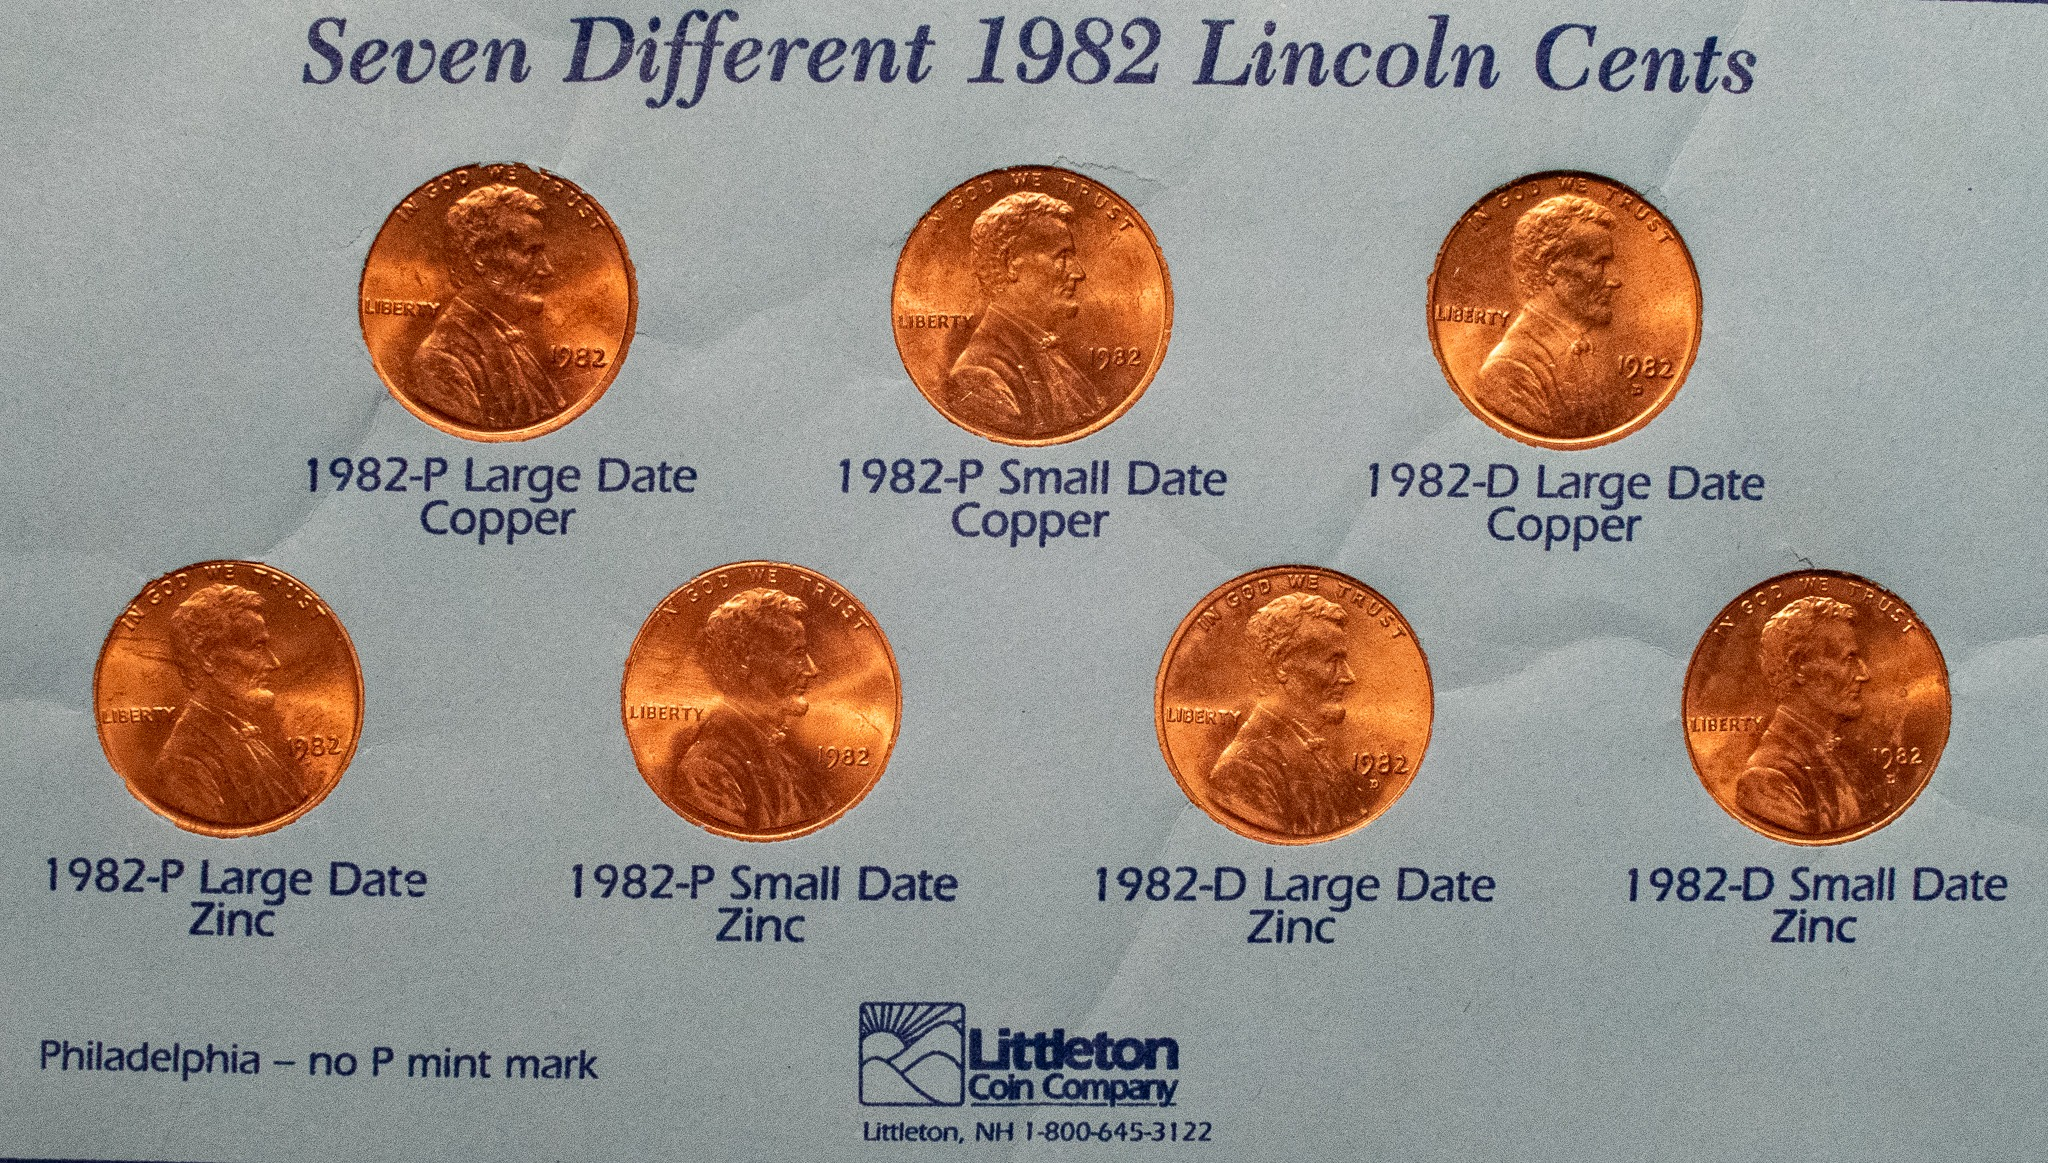 Seven Different 1982 Lincoln Cents
IN GOD WE TRUST
LIBERTY
1982
IN GOD WE TRUST
LIBERTY
1982
IN GOD WE TRUST
LIBERTY
1982
D
1982-P Large Date
Copper
1982-P Small Date
Copper
1982-D Large Date
Copper
IN GOD WE TRUST
LIBERTY
1982
IN GOD WE TRUST
LIBERTY
1982
IN GOD WE TRUST
LIBERTY
1982
D
IN GOD WE TRUST
LIBERTY
1982
D
1982-P Large Date
Zinc
1982-P Small Date
Zinc
1982-D Large Date
Zinc
1982-D Small Date
Zinc
Philadelphia – no P mint mark
Littleton
Coin Company
Littleton, NH 1-800-645-3122